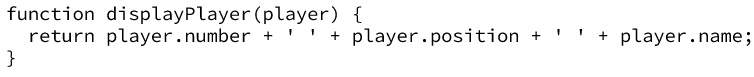 function displayPlayer(player) {
  return player.number + ' ' + player.position + ' ' + player.name;
}